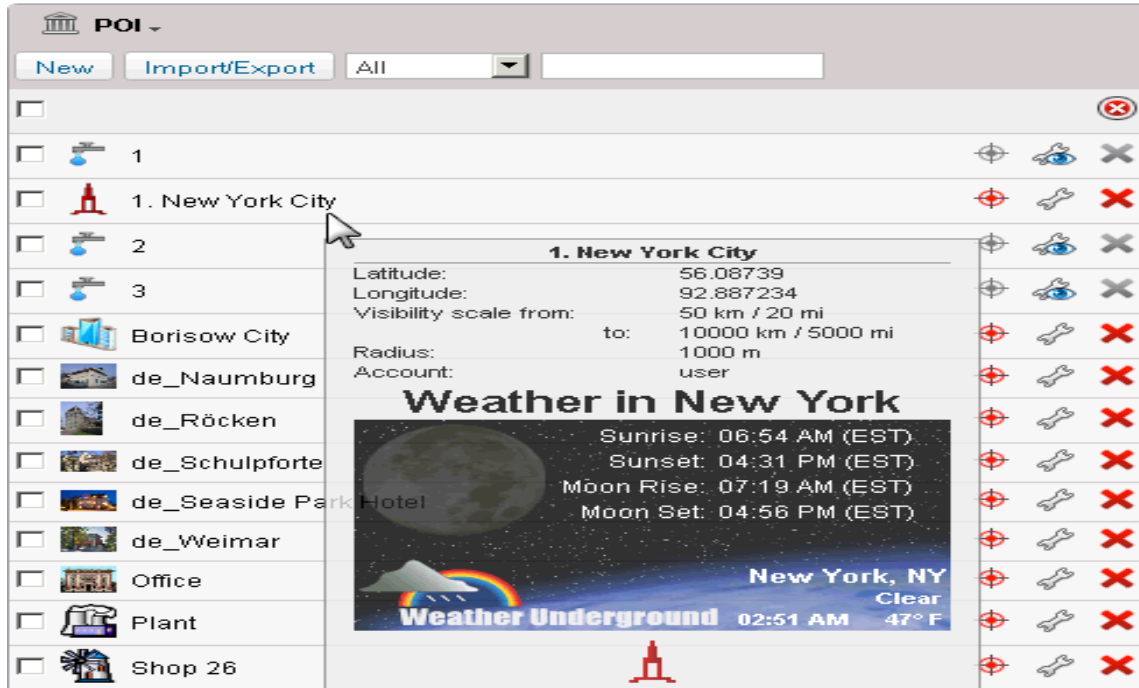 POI
New Import/Export All
1
1. New York City
2
3
Borisow City
de_Naumburg
de_Röcken
de_Schulpforte
de_Seaside Park Hotel
de_Weimar
Office
Plant
Shop 26
1. New York City
Latitude: 56.08739
Longitude: 92.887234
Visibility scale from: 50 km / 20 mi
to: 10000 km / 5000 mi
Radius: 1000 m
Account: user
Weather in New York
Sunrise: 06:54 AM (EST)
Sunset: 04:31 PM (EST)
Moon Rise: 07:19 AM (EST)
Moon Set: 04:56 PM (EST)
New York, NY
Clear
Weather Underground 02:51 AM 47° F